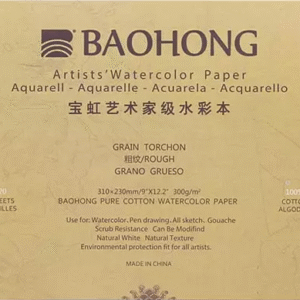 BAOHONG
Artists'Watercolor Paper
Aquarell - Aquarelle - Acuarela - Acquarello
宝虹艺术家级水彩本
GRAIN TORCHON
粗纹/ROUGH
GRANO GRUESO
310×230mm/9"X12.2' 300g/m²
BAOHONG PURE COTTON WATERCOLOR PAPER
Use for: Watercolor. Pen drawing. All sketch. Gouache
Scrub Resistance Can Be Modifind
Natural White Natural Texture
Environmental protection fit for all artists.
MADE IN CHINA